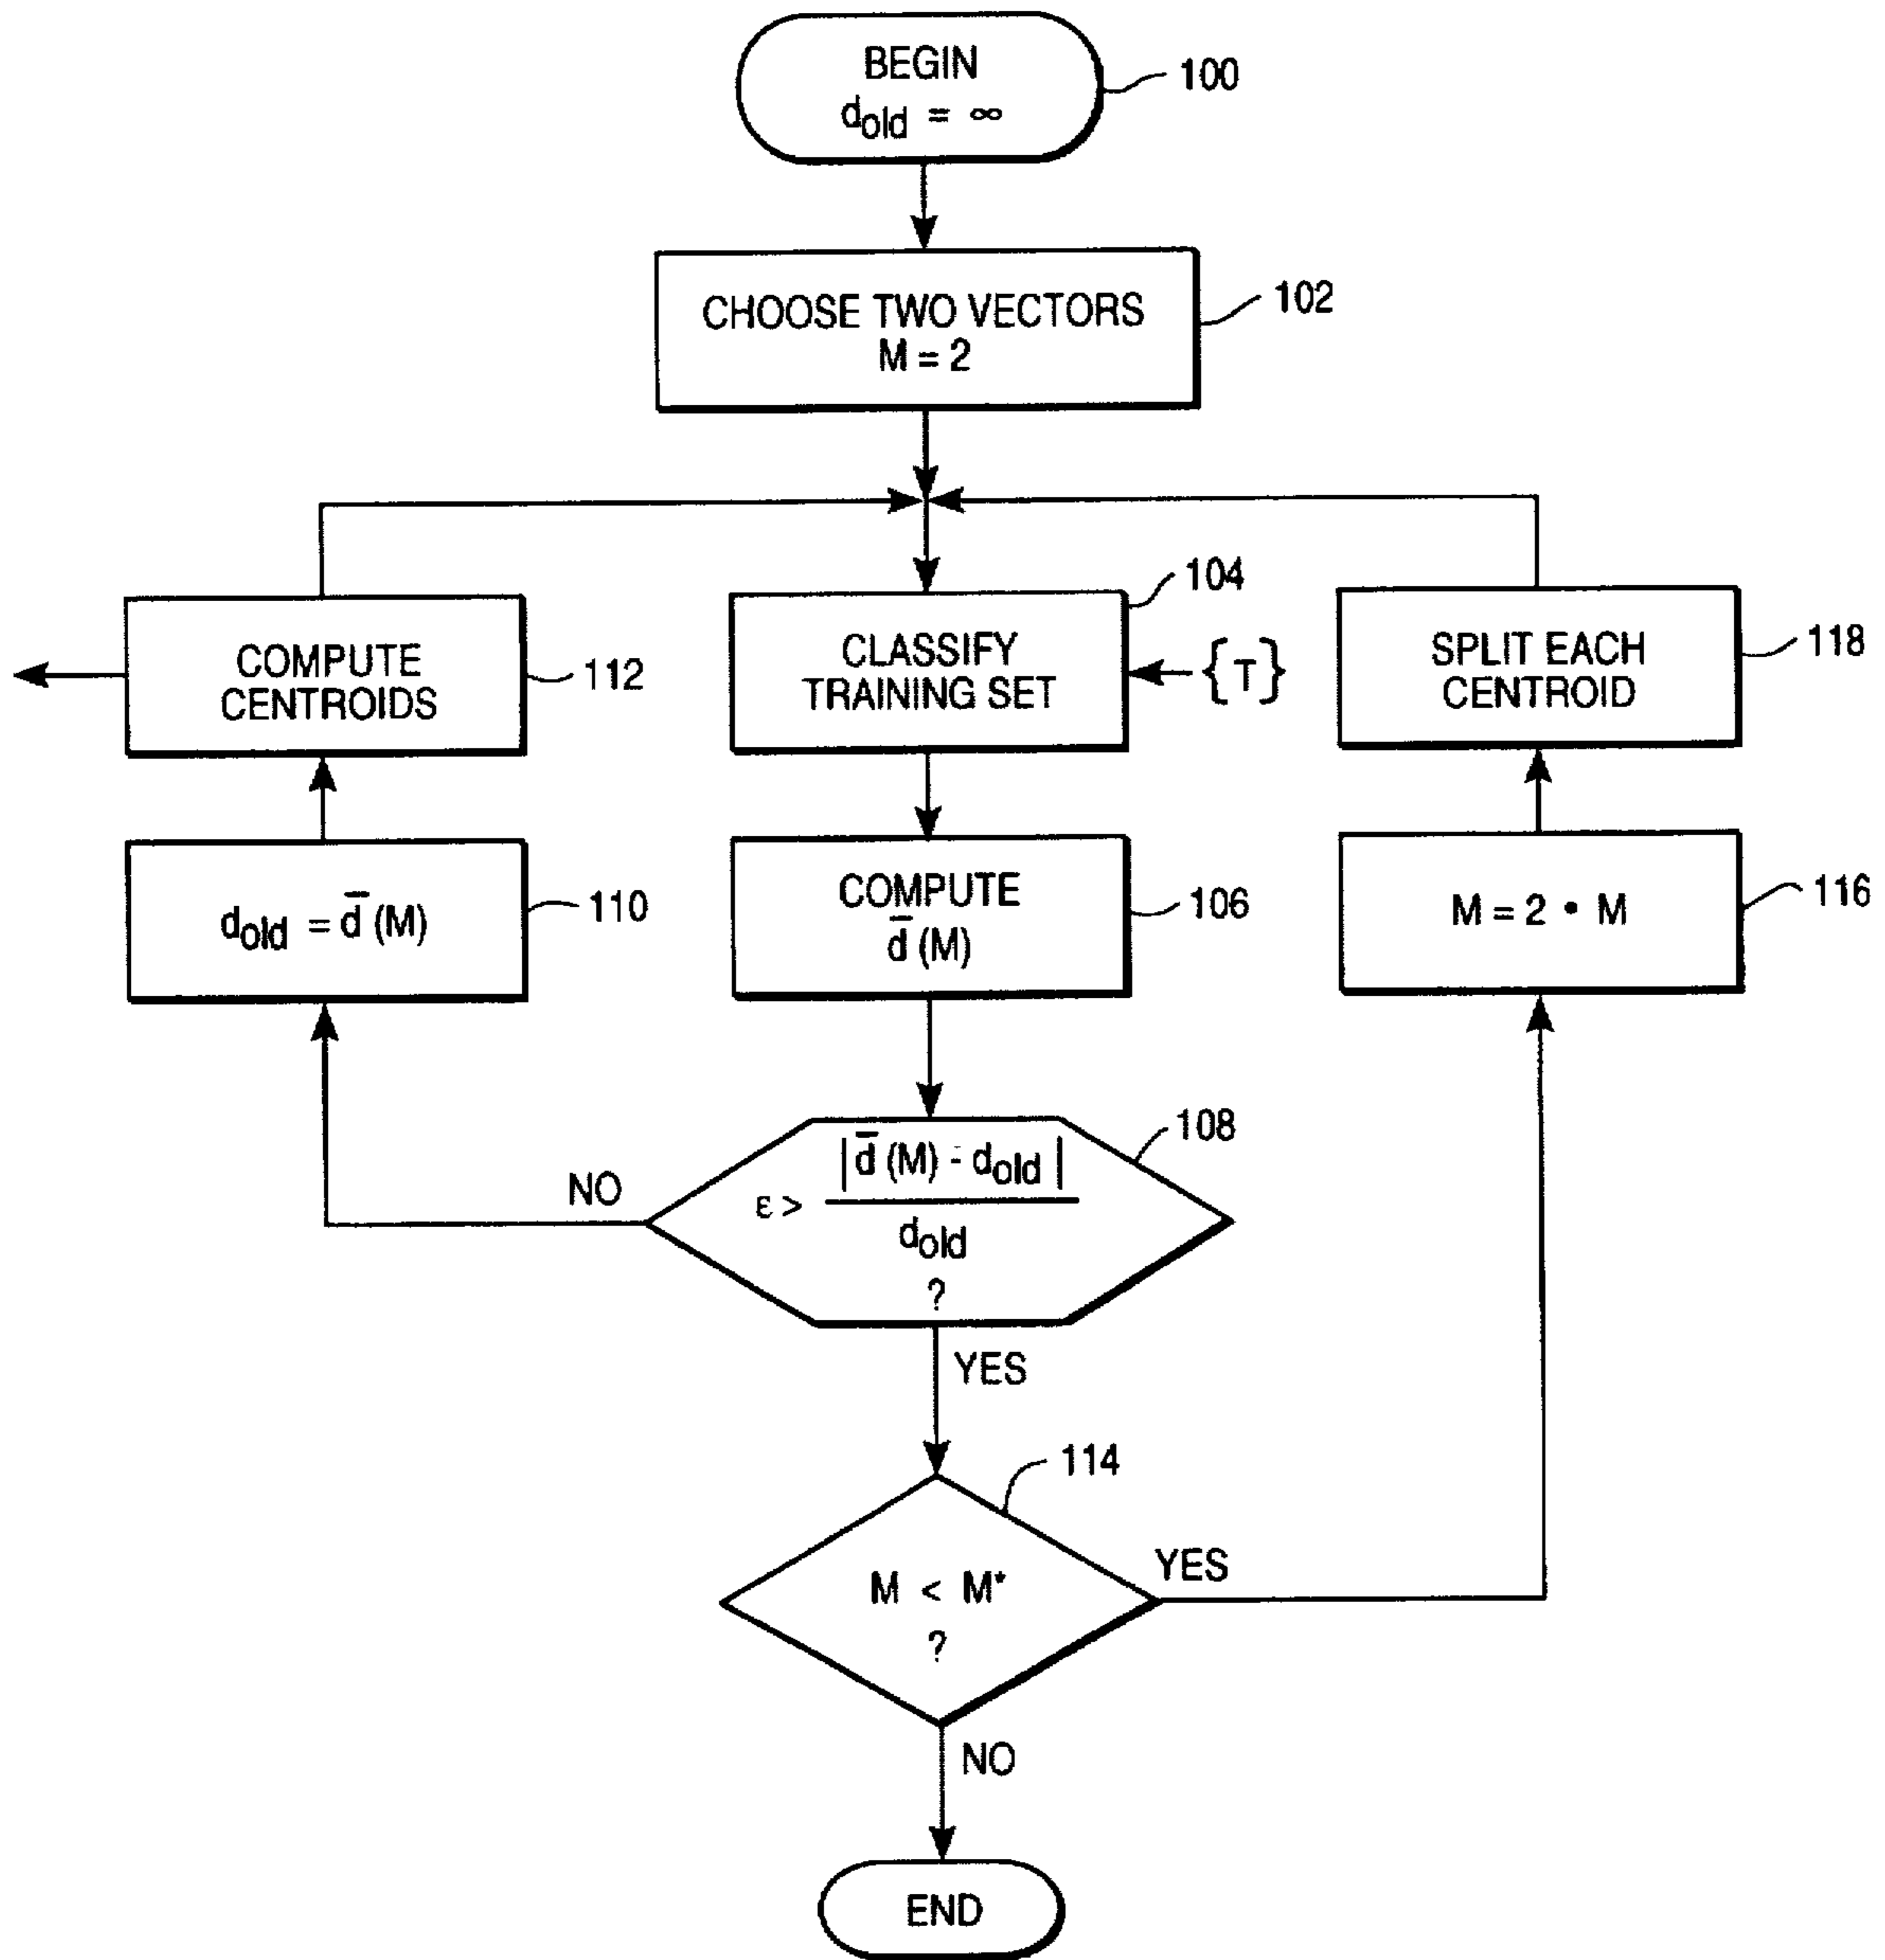 BEGIN
d_old = ∞
100
CHOOSE TWO VECTORS
M = 2
102
COMPUTE
CENTROIDS
112
CLASSIFY
TRAINING SET
104
{T}
SPLIT EACH
CENTROID
118
d_old = d̄ (M)
110
COMPUTE
d̄ (M)
106
M = 2 • M
116
ε > |d̄ (M) - d_old| / d_old
?
108
NO
YES
M < M*
?
114
YES
NO
END